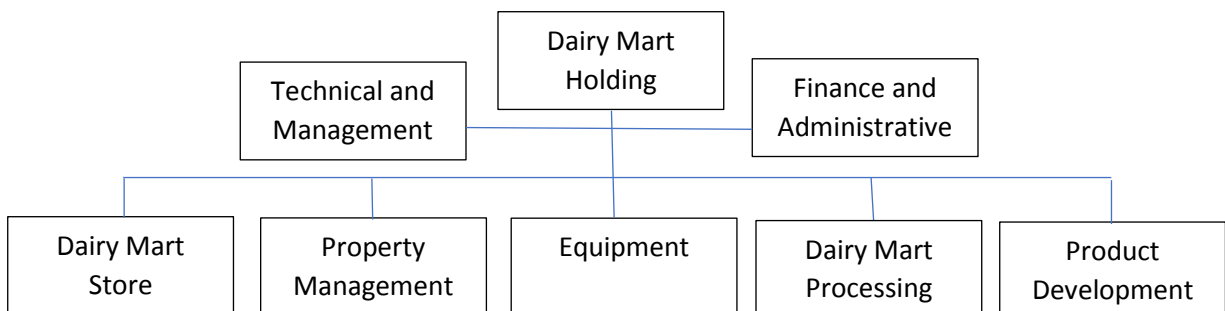 Dairy Mart
Holding
Technical and
Management
Finance and
Administrative
Dairy Mart
Store
Property
Management
Equipment
Dairy Mart
Processing
Product
Development